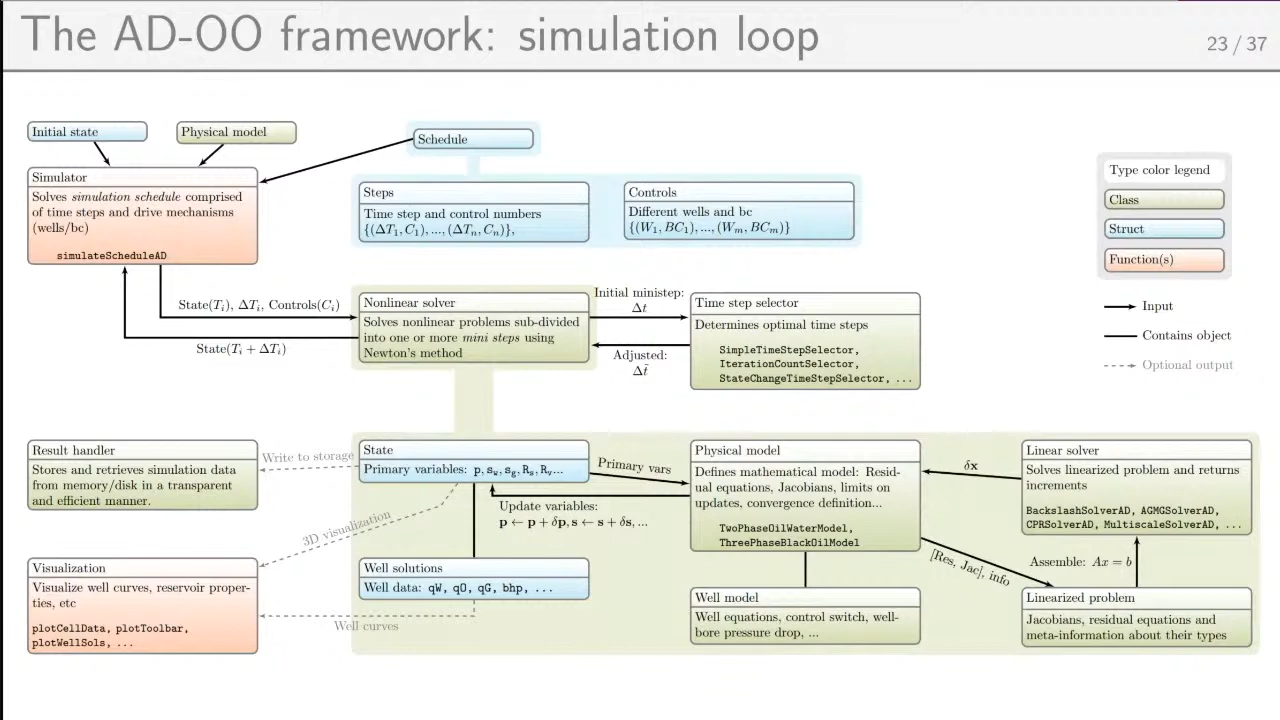 The AD-OO framework: simulation loop
23 / 37
Initial state
Physical model
Schedule
Simulator
Solves simulation schedule comprised
of time steps and drive mechanisms
(wells/bc)
simulateScheduleAD
Steps
Time step and control numbers
{(ΔT₁, C₁), ..., (ΔTₙ, Cₙ)},
Controls
Different wells and bc
{(W₁, BC₁), ..., (Wₘ, BCₘ)}
Type color legend
Class
Struct
Function(s)
Input
Contains object
Optional output
State(Tᵢ), ΔTᵢ, Controls(Cᵢ)
State(Tᵢ + ΔTᵢ)
Nonlinear solver
Solves nonlinear problems sub-divided
into one or more mini steps using
Newton's method
Initial ministep:
Δt
Adjusted:
Δt̃
Time step selector
Determines optimal time steps
SimpleTimeStepSelector,
IterationCountSelector,
StateChangeTimeStepSelector, ...
Result handler
Stores and retrieves simulation data
from memory/disk in a transparent
and efficient manner.
Write to storage
State
Primary variables: p, s_w, s_g, R_s, R_v...
Primary vars
Update variables:
p ← p + δp, s ← s + δs, ...
3D visualization
Physical model
Defines mathematical model: Resid-
ual equations, Jacobians, limits on
updates, convergence definition...
TwoPhaseOilWaterModel,
ThreePhaseBlackOilModel
δx
Linear solver
Solves linearized problem and returns
increments
BackslashSolverAD, AGMGSolverAD,
CPRSolverAD, MultiscaleSolverAD, ...
[Res, Jac], info
Assemble: Ax = b
Visualization
Visualize well curves, reservoir proper-
ties, etc
plotCellData, plotToolbar,
plotWellSols, ...
Well solutions
Well data: qW, qO, qG, bhp, ...
Well curves
Well model
Well equations, control switch, well-
bore pressure drop, ...
Linearized problem
Jacobians, residual equations and
meta-information about their types